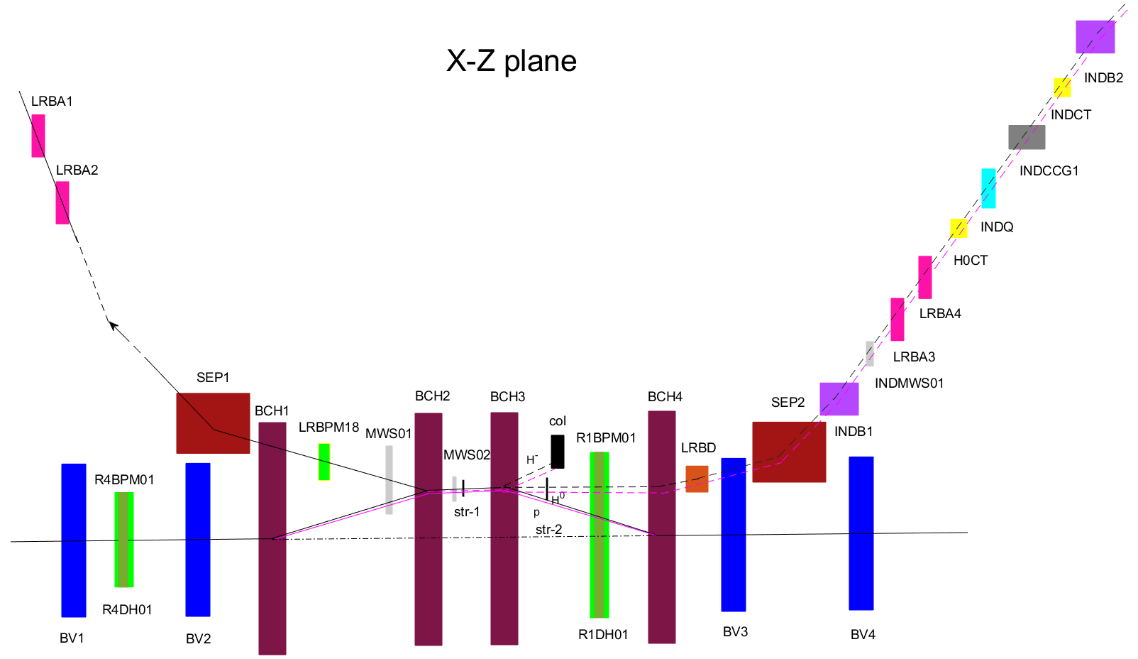 X-Z plane
INDB2
LRBA1
INDCT
LRBA2
INDCCG1
INDQ
H0CT
LRBA4
LRBA3
INDMWS01
SEP1
BCH1
BCH2
BCH3
BCH4
SEP2
INDB1
LRBPM18
MWS01
col
R1BPM01
LRBD
MWS02
H-
R4BPM01
H0
str-1
p
str-2
R4DH01
R1DH01
BV1
BV2
BV3
BV4